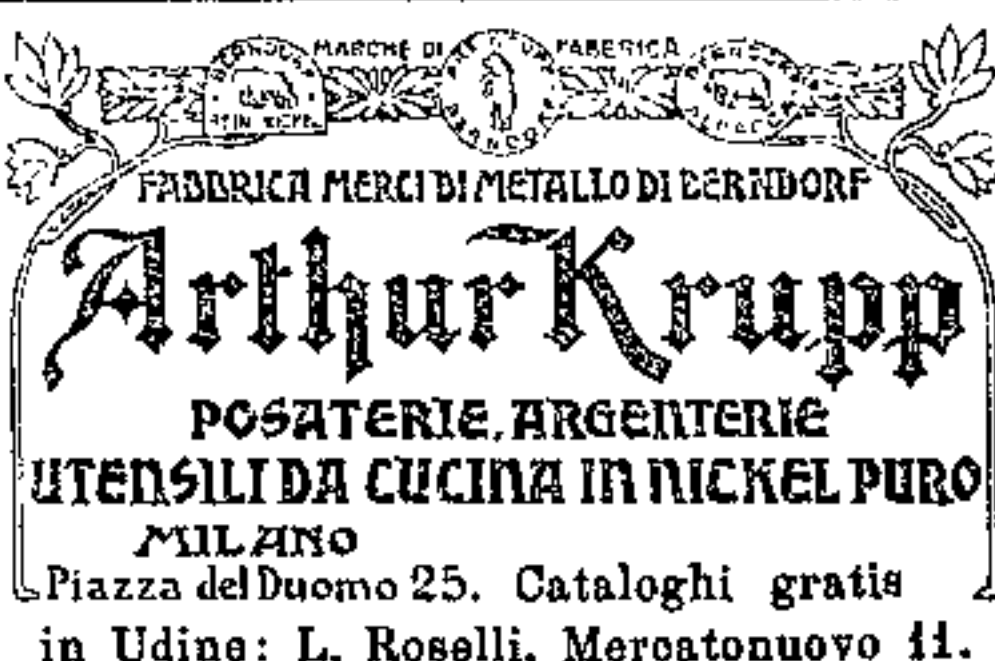 MARCHE DI FABBRICA
FABBRICA MERCI DI METALLO DI BERNDORF
Arthur Krupp
POSATERIE, ARGENTERIE
UTENSILI DA CUCINA IN NICKEL PURO
MILANO
Piazza del Duomo 25. Cataloghi gratis
in Udine: L. Roselli, Mercatonuovo 11.